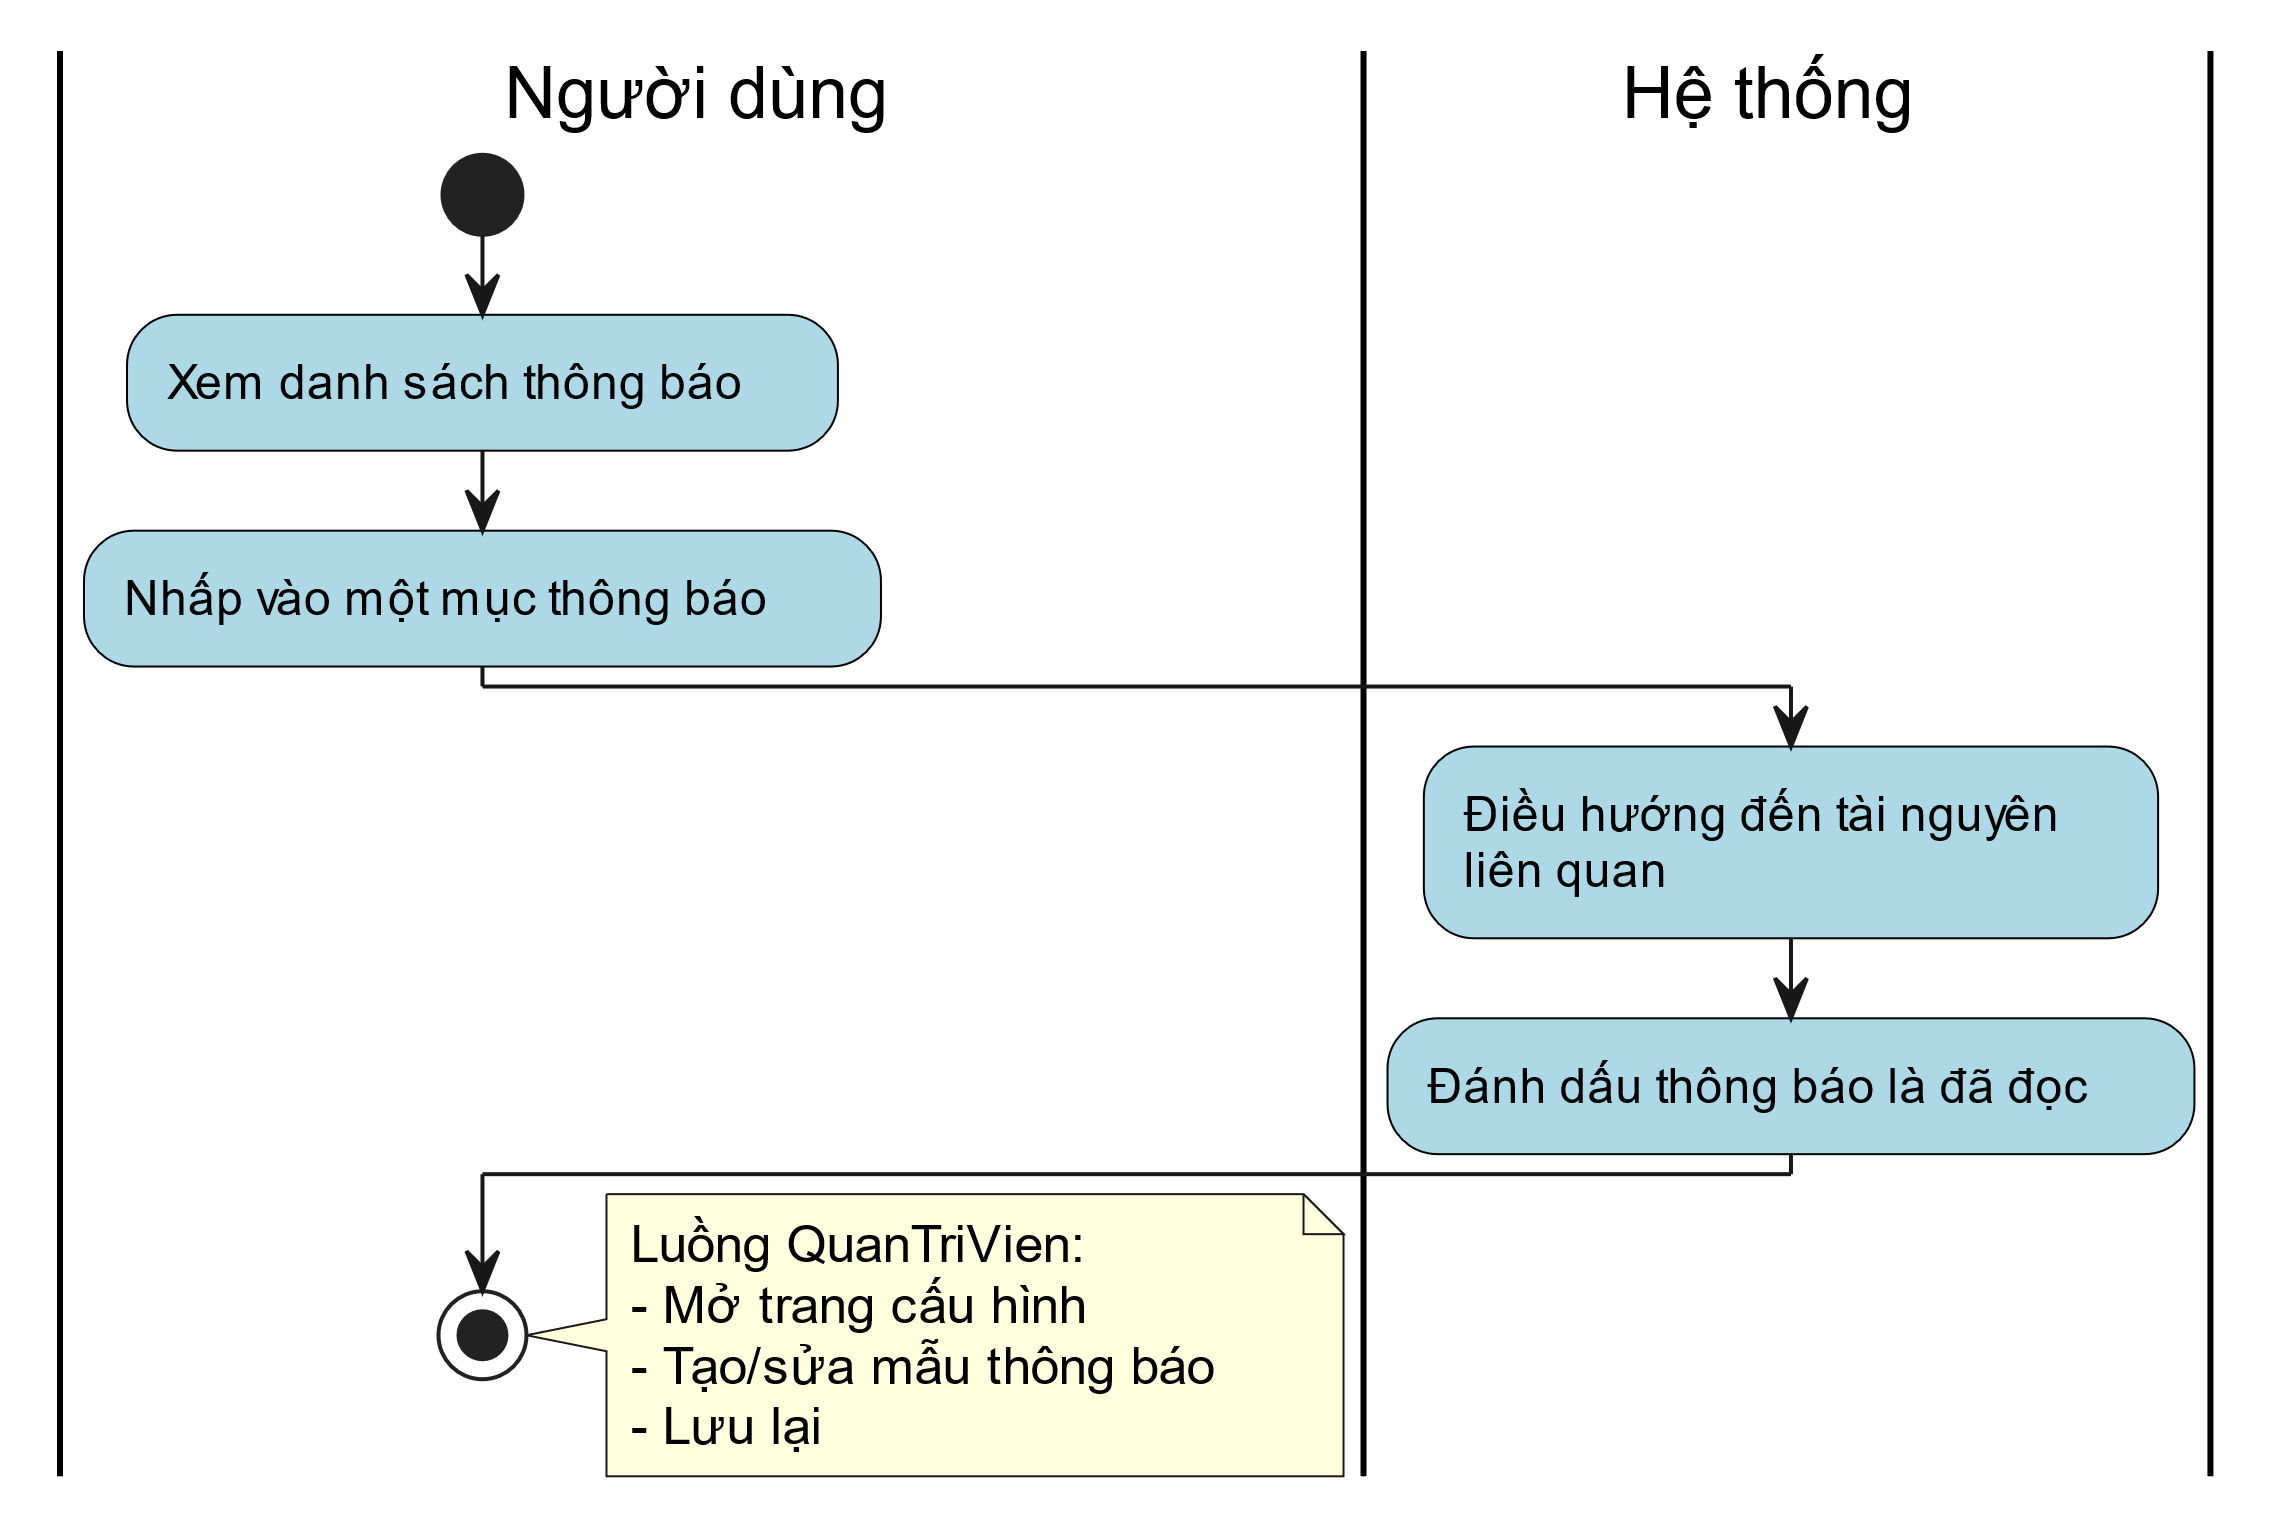 Người dùng
Hệ thống
Xem danh sách thông báo
Nhấp vào một mục thông báo
Điều hướng đến tài nguyên
liên quan
Đánh dấu thông báo là đã đọc
Luồng QuanTriVien:
- Mở trang cấu hình
- Tạo/sửa mẫu thông báo
- Lưu lại